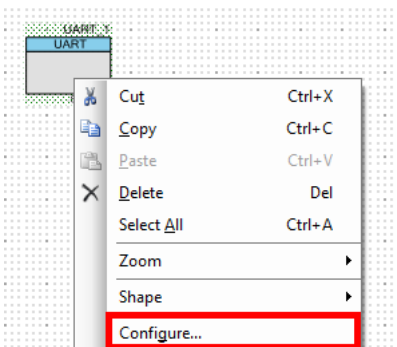 UART_1
UART
Cut Ctrl+X
Copy Ctrl+C
Paste Ctrl+V
Delete Del
Select All Ctrl+A
Zoom
Shape
Configure...